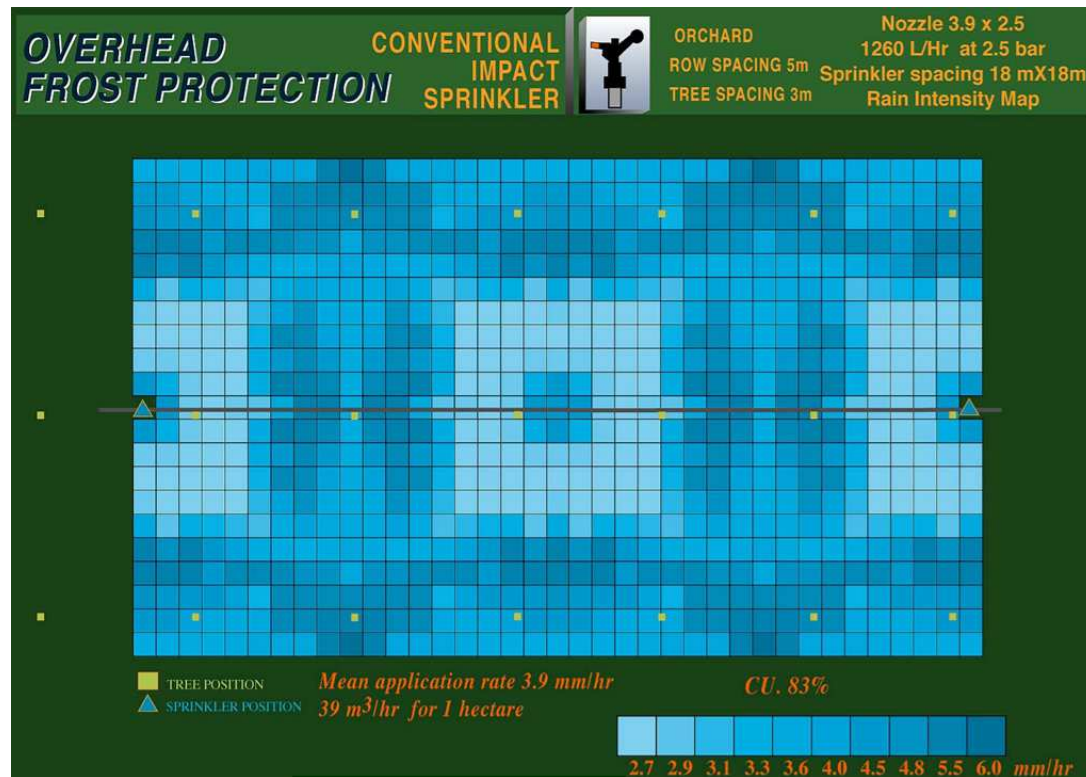 OVERHEAD
FROST PROTECTION
CONVENTIONAL
IMPACT
SPRINKLER
ORCHARD
ROW SPACING 5m
TREE SPACING 3m
Nozzle 3.9 x 2.5
1260 L/Hr at 2.5 bar
Sprinkler spacing 18 mX18m
Rain Intensity Map
TREE POSITION
SPRINKLER POSITION
Mean application rate 3.9 mm/hr
39 m³/hr for 1 hectare
CU. 83%
2.7 2.9 3.1 3.3 3.6 4.0 4.5 4.8 5.5 6.0 mm/hr